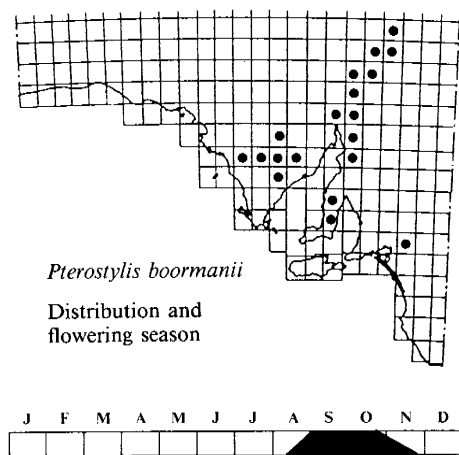 Pterostylis boormanii
Distribution and
flowering season
J F M A M J J A S O N D